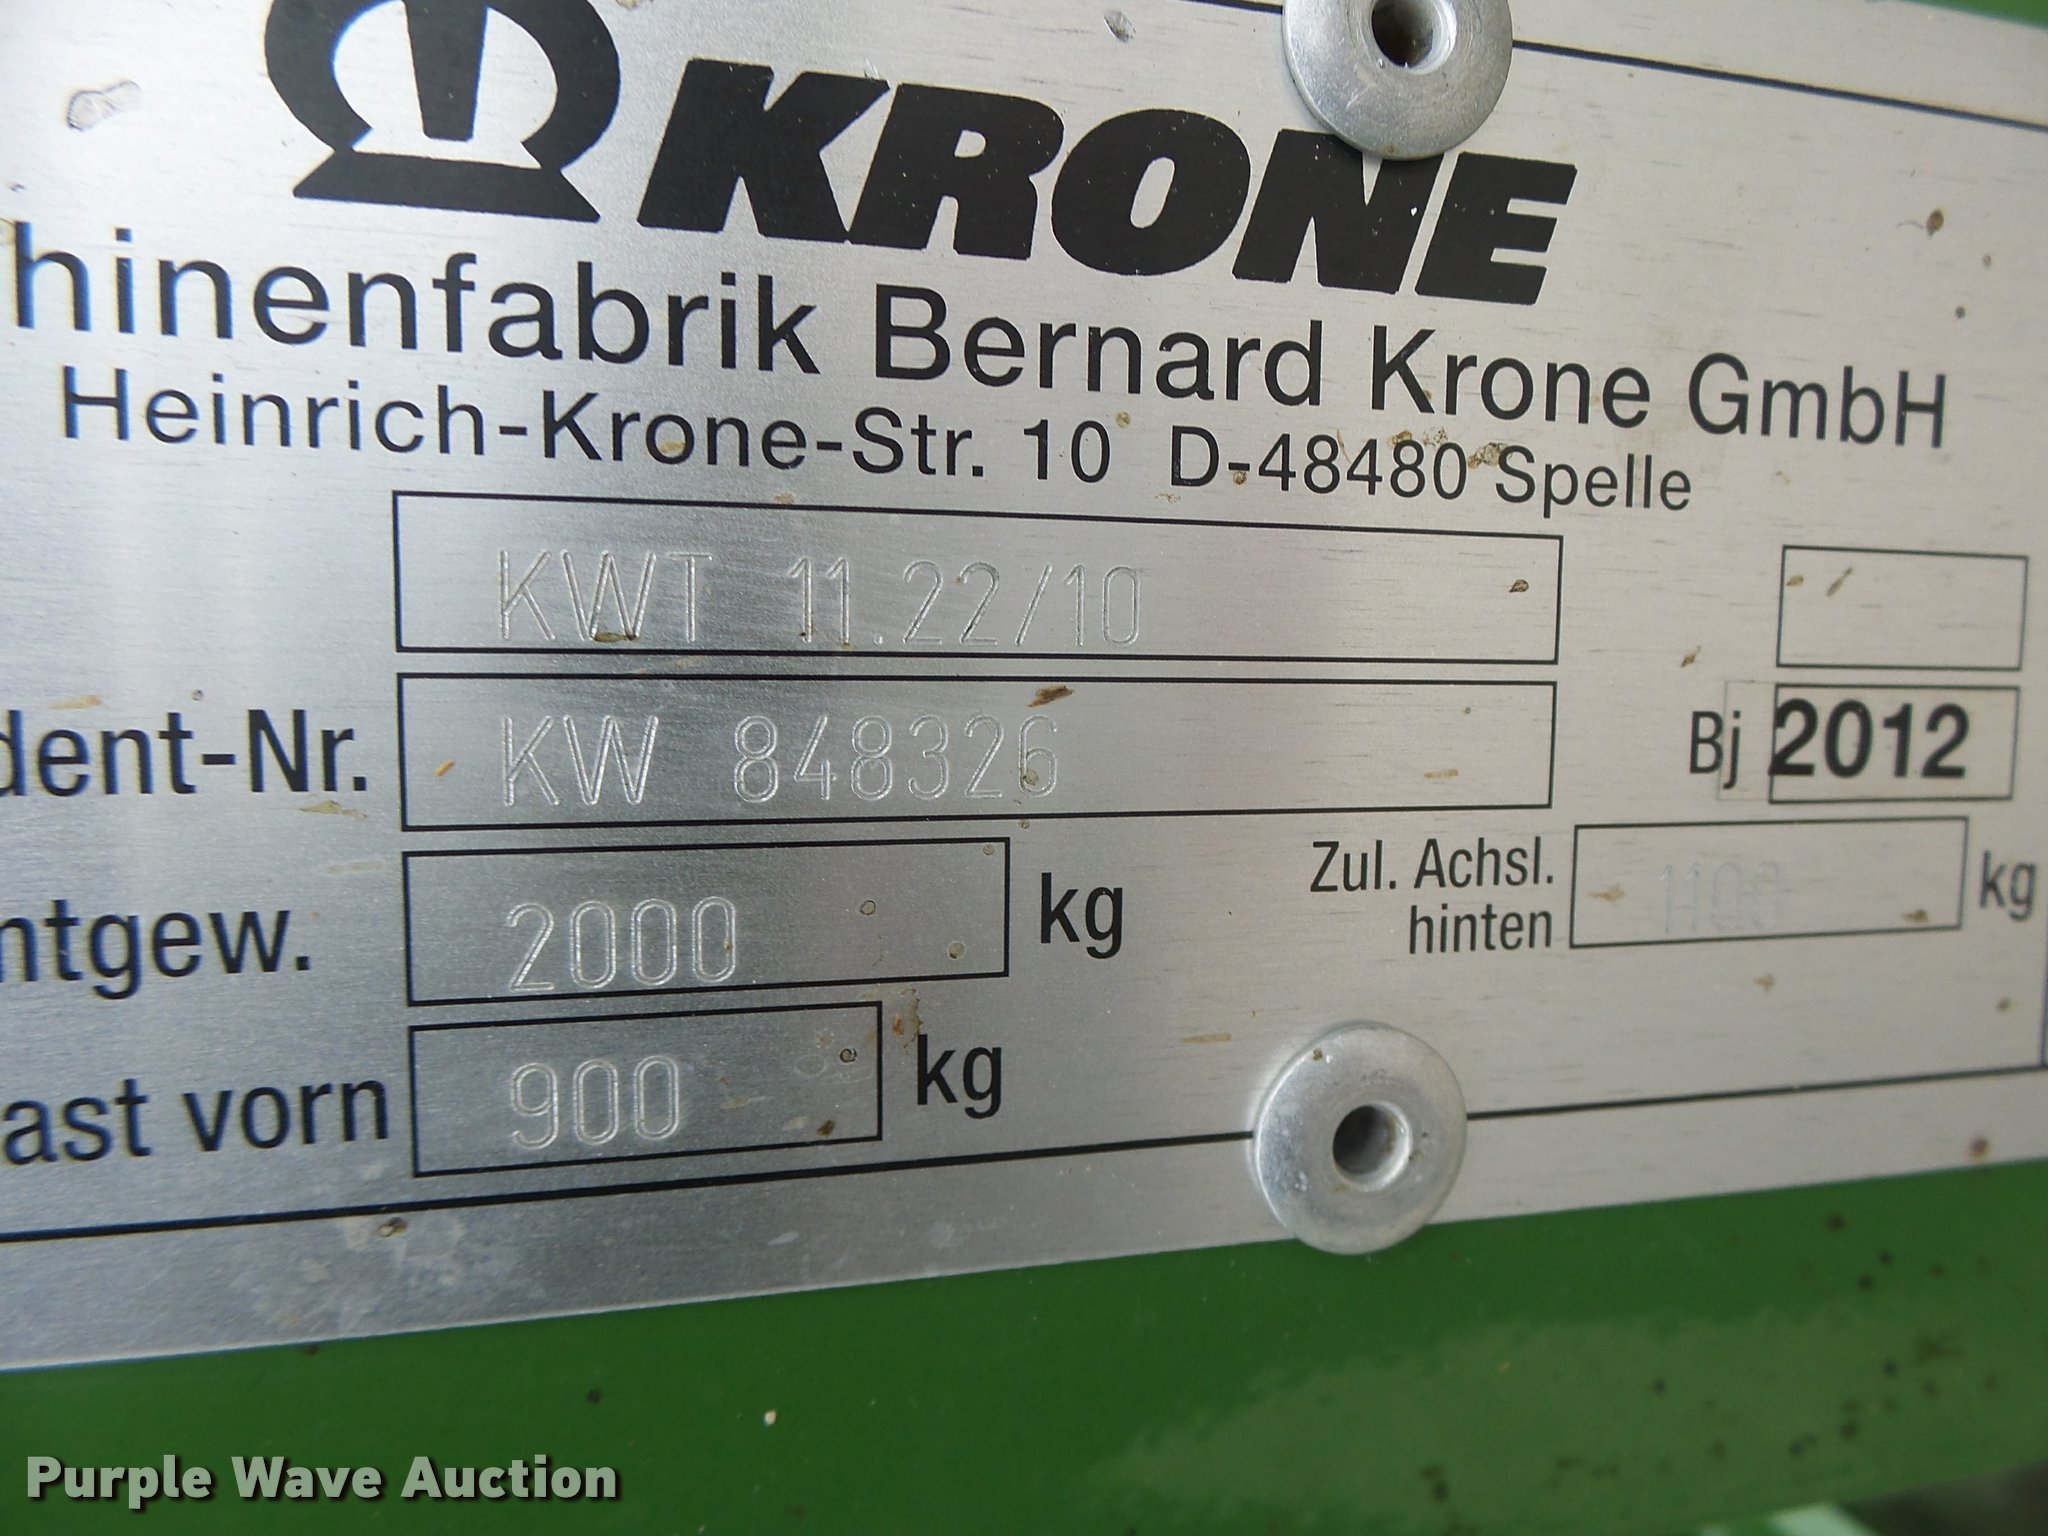 KRONE
hinenfabrik Bernard Krone GmbH
Heinrich-Krone-Str. 10 D-48480 Spelle
KWT 11.22/10
dent-Nr. KW 848326 Bj 2012
ntgew. 2000 kg Zul. Achsl. hinten 1100 kg
ast vorn 900 kg
Purple Wave Auction